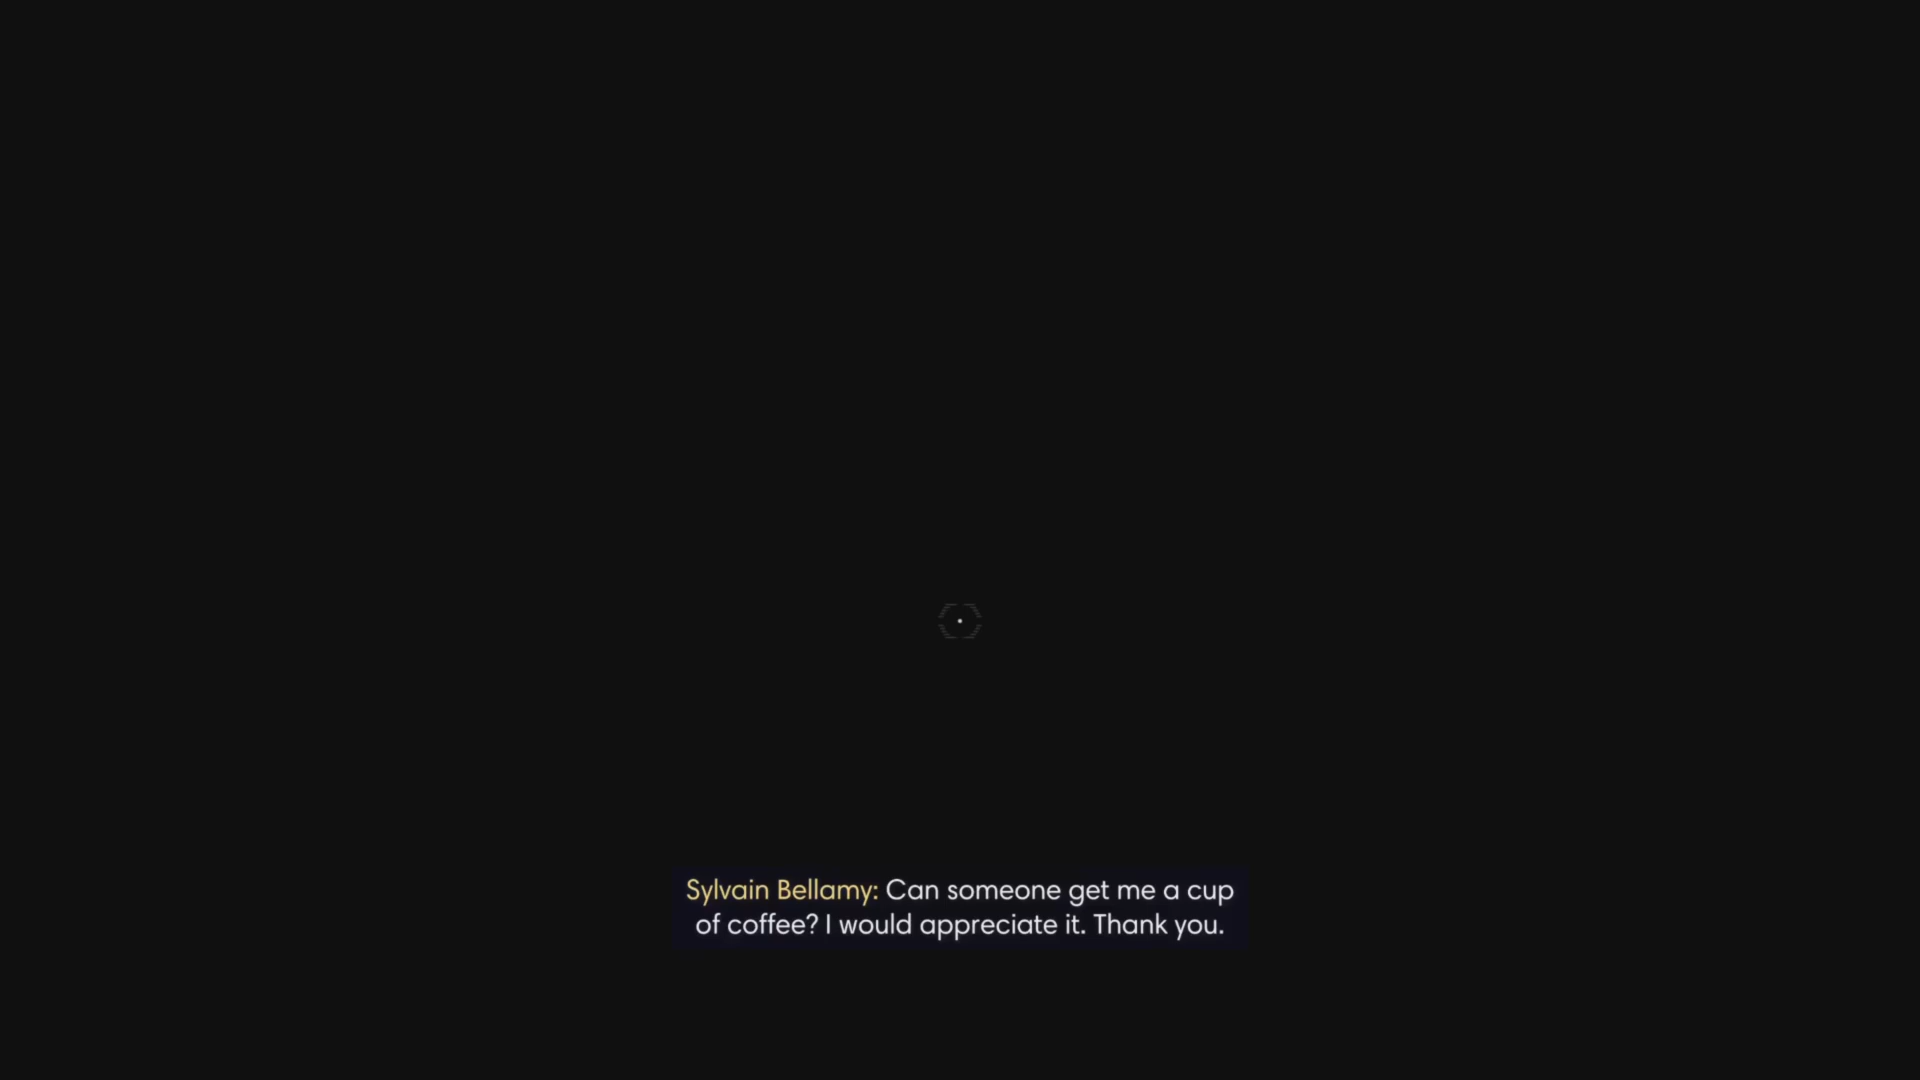 Sylvain Bellamy: Can someone get me a cup
of coffee? I would appreciate it. Thank you.